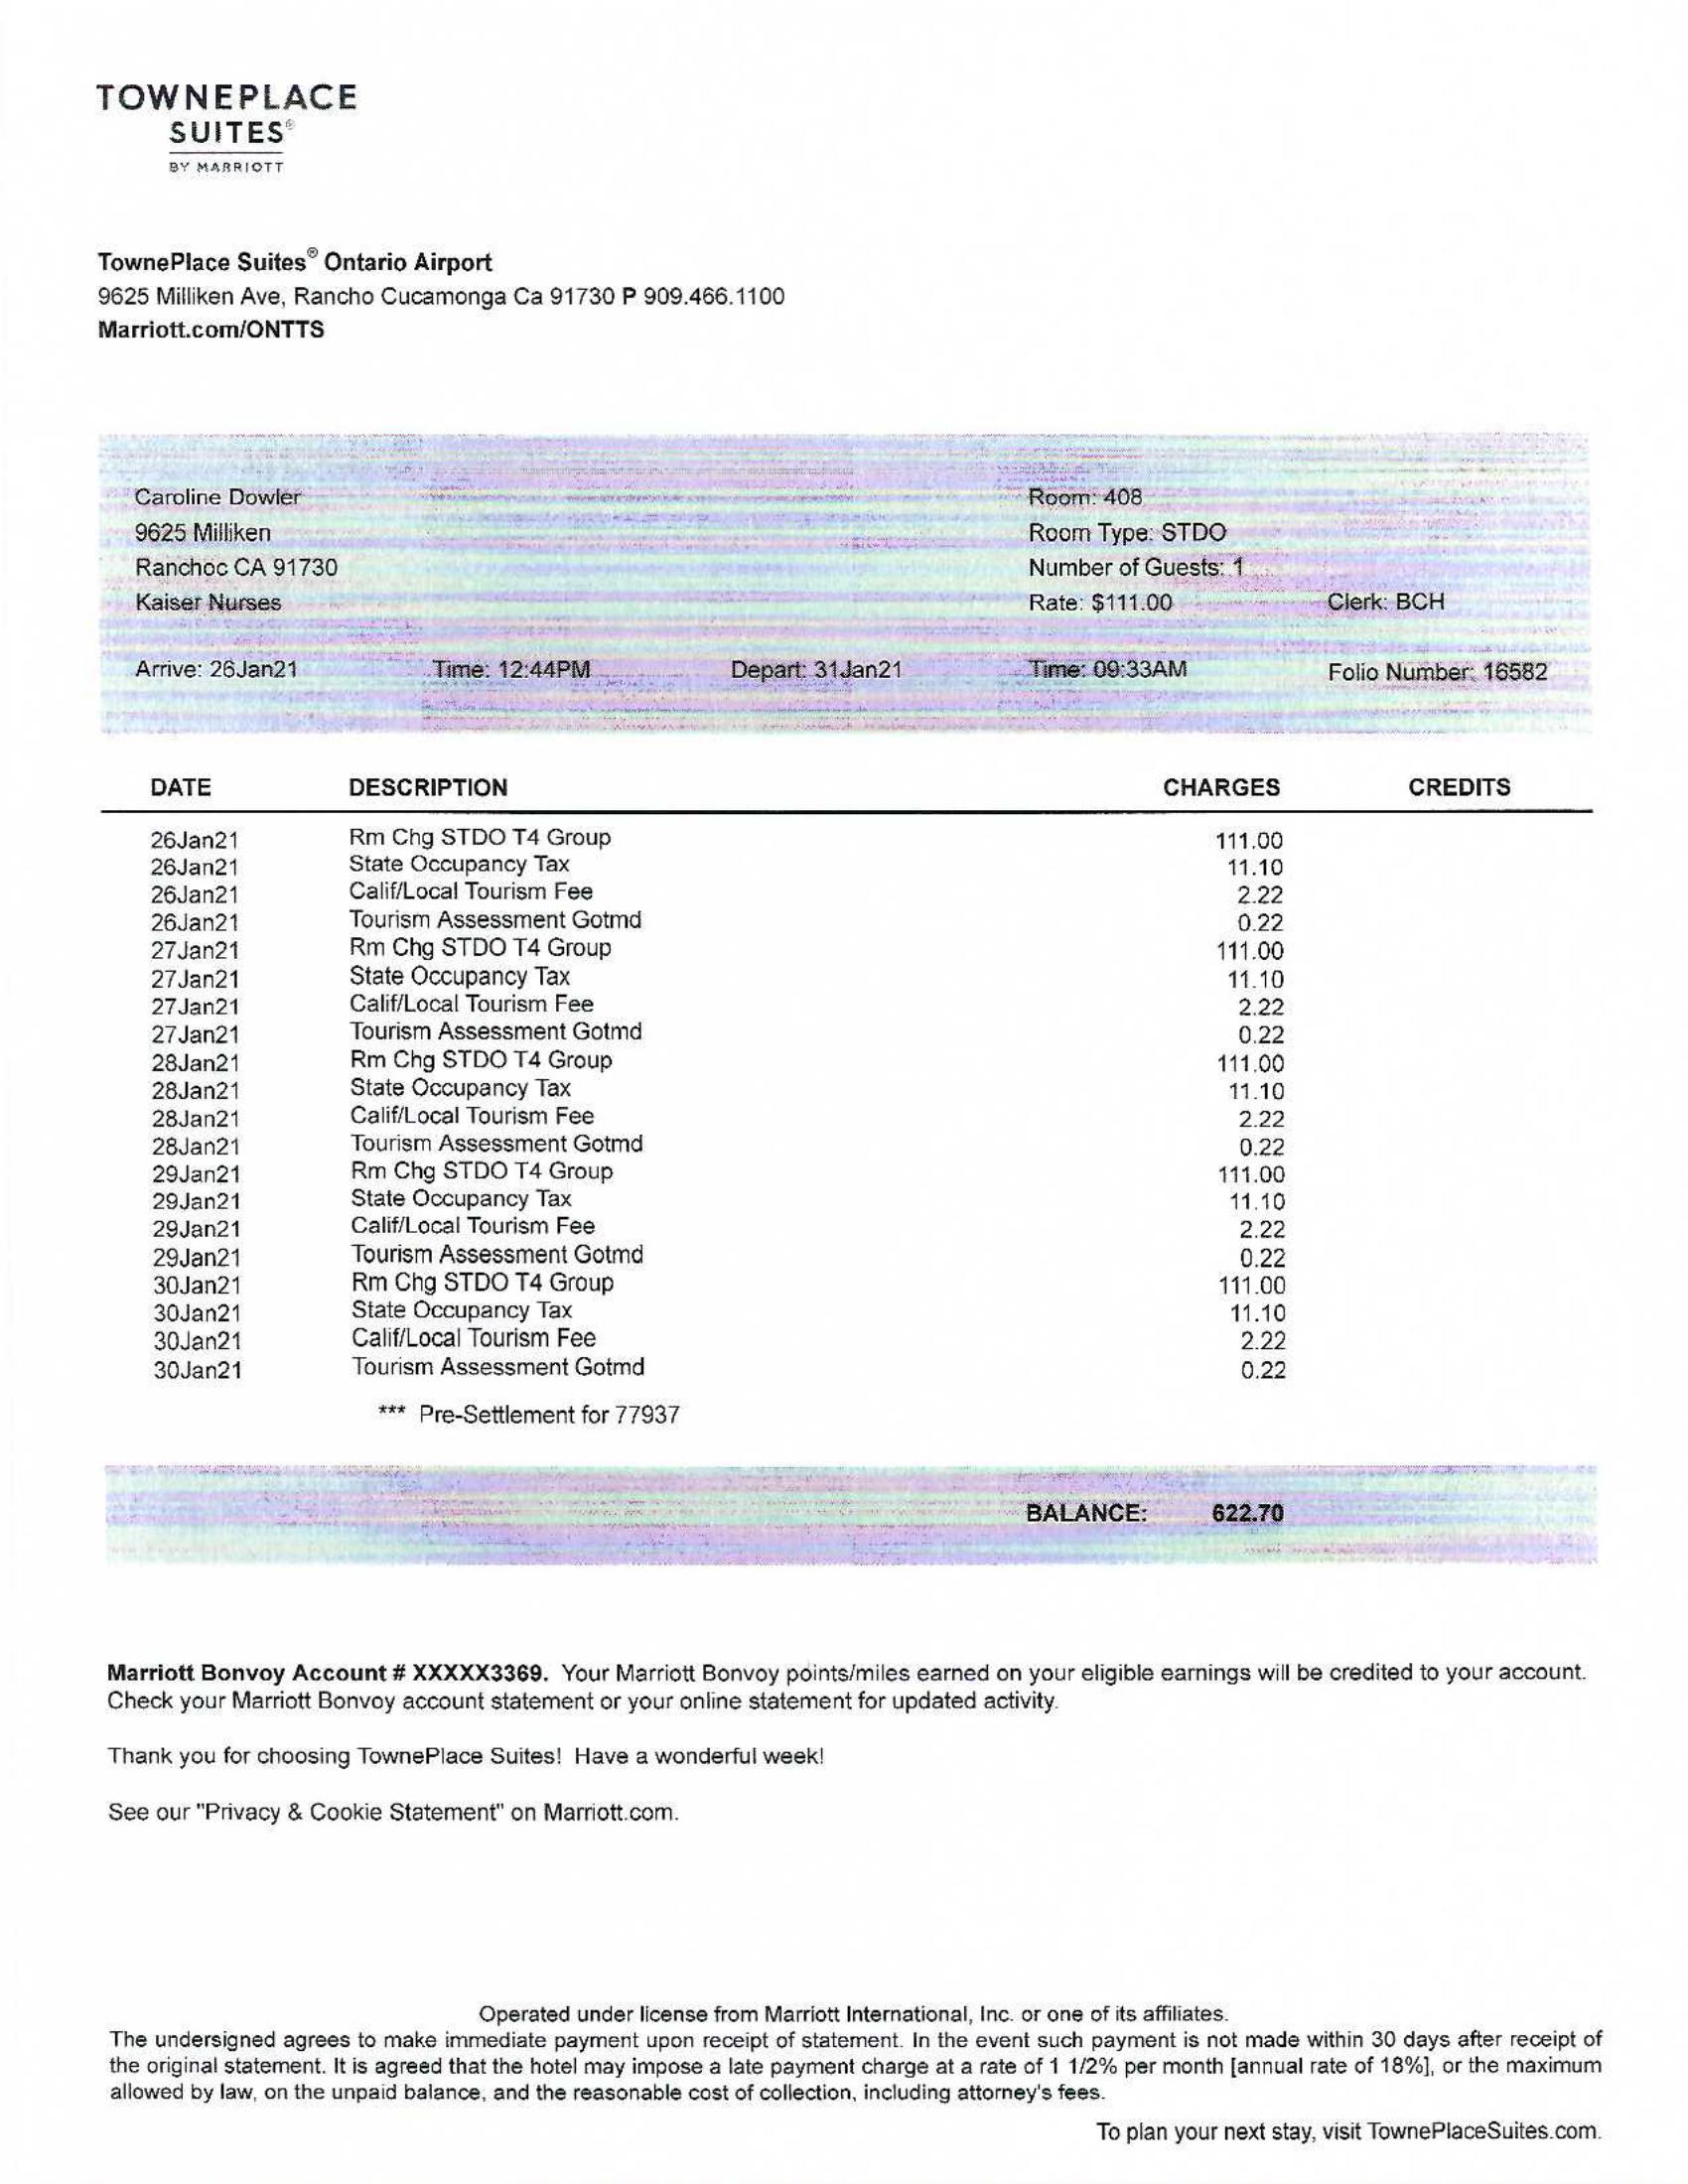 TOWNEPLACE
SUITES®
BY MARRIOTT
TownePlace Suites® Ontario Airport
9625 Milliken Ave, Rancho Cucamonga Ca 91730 P 909.466.1100
Marriott.com/ONTTS
Caroline Dowler Room: 408
9625 Milliken Room Type: STDO
Ranchoc CA 91730 Number of Guests: 1
Kaiser Nurses Rate: $111.00 Clerk: BCH
Arrive: 26Jan21 Time: 12:44PM Depart: 31Jan21 Time: 09:33AM Folio Number: 16582
DATE DESCRIPTION CHARGES CREDITS
26Jan21 Rm Chg STDO T4 Group 111.00
26Jan21 State Occupancy Tax 11.10
26Jan21 Calif/Local Tourism Fee 2.22
26Jan21 Tourism Assessment Gotmd 0.22
27Jan21 Rm Chg STDO T4 Group 111.00
27Jan21 State Occupancy Tax 11.10
27Jan21 Calif/Local Tourism Fee 2.22
27Jan21 Tourism Assessment Gotmd 0.22
28Jan21 Rm Chg STDO T4 Group 111.00
28Jan21 State Occupancy Tax 11.10
28Jan21 Calif/Local Tourism Fee 2.22
28Jan21 Tourism Assessment Gotmd 0.22
29Jan21 Rm Chg STDO T4 Group 111.00
29Jan21 State Occupancy Tax 11.10
29Jan21 Calif/Local Tourism Fee 2.22
29Jan21 Tourism Assessment Gotmd 0.22
30Jan21 Rm Chg STDO T4 Group 111.00
30Jan21 State Occupancy Tax 11.10
30Jan21 Calif/Local Tourism Fee 2.22
30Jan21 Tourism Assessment Gotmd 0.22
*** Pre-Settlement for 77937
BALANCE: 622.70
Marriott Bonvoy Account # XXXXX3369. Your Marriott Bonvoy points/miles earned on your eligible earnings will be credited to your account.
Check your Marriott Bonvoy account statement or your online statement for updated activity.
Thank you for choosing TownePlace Suites! Have a wonderful week!
See our "Privacy & Cookie Statement" on Marriott.com.
Operated under license from Marriott International, Inc. or one of its affiliates.
The undersigned agrees to make immediate payment upon receipt of statement. In the event such payment is not made within 30 days after receipt of
the original statement. It is agreed that the hotel may impose a late payment charge at a rate of 1 1/2% per month [annual rate of 18%], or the maximum
allowed by law, on the unpaid balance, and the reasonable cost of collection, including attorney's fees.
To plan your next stay, visit TownePlaceSuites.com.